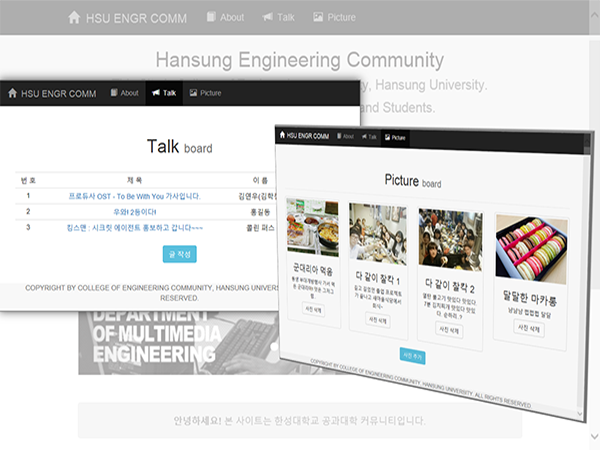 HSU ENGR COMM About Talk Picture
Hansung Engineering Community
y, Hansung University.
and Students.
HSU ENGR COMM About Talk Picture
Talk board
번 호 제 목 이 름
1 프로듀사 OST - To Be With You 가사입니다. 김연우(김학
2 우와! 2등이다! 홍길동
3 킹스맨 : 시크릿 에이전트 홍보하고 갑니다~~~ 콜린 퍼스
글 작성
COPYRIGHT BY COLLEGE OF ENGINEERING COMMUNITY, HANSUNG UNIVERS
RESERVED.
HSU ENGR COMM About Talk Picture
Picture board
군대리아 먹음
사진 삭제
다 같이 찰칵 1
사진 삭제
다 같이 찰칵 2
사진 삭제
달달한 마카롱
냠냠냠 쩝쩝쩝 달달
사진 삭제
사진 추가
COPYRIGHT BY COLLEGE OF ENGINEERING COMMUNITY, HANSUNG UNIVERSITY. ALL RIGHTS RESERVED
DEPARTMENT
OF MULTIMEDIA
ENGINEERING
안녕하세요! 본 사이트는 한성대학교 공과대학 커뮤니티입니다.